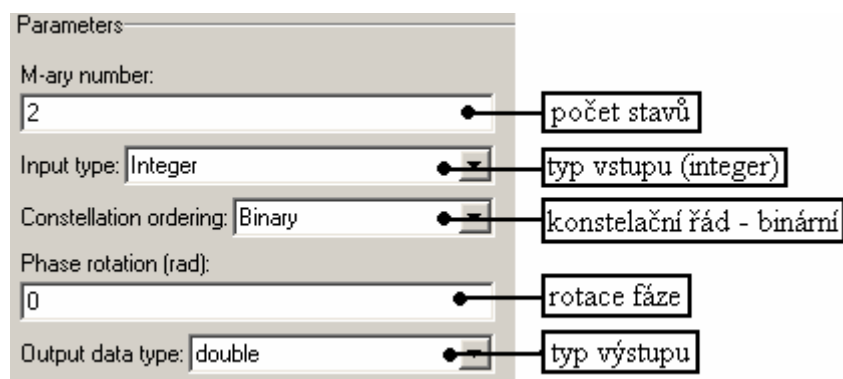 Parameters
M-ary number:
2
počet stavů
Input type: Integer
typ vstupu (integer)
Constellation ordering: Binary
konstelační řád - binární
Phase rotation (rad):
0
rotace fáze
Output data type: double
typ výstupu